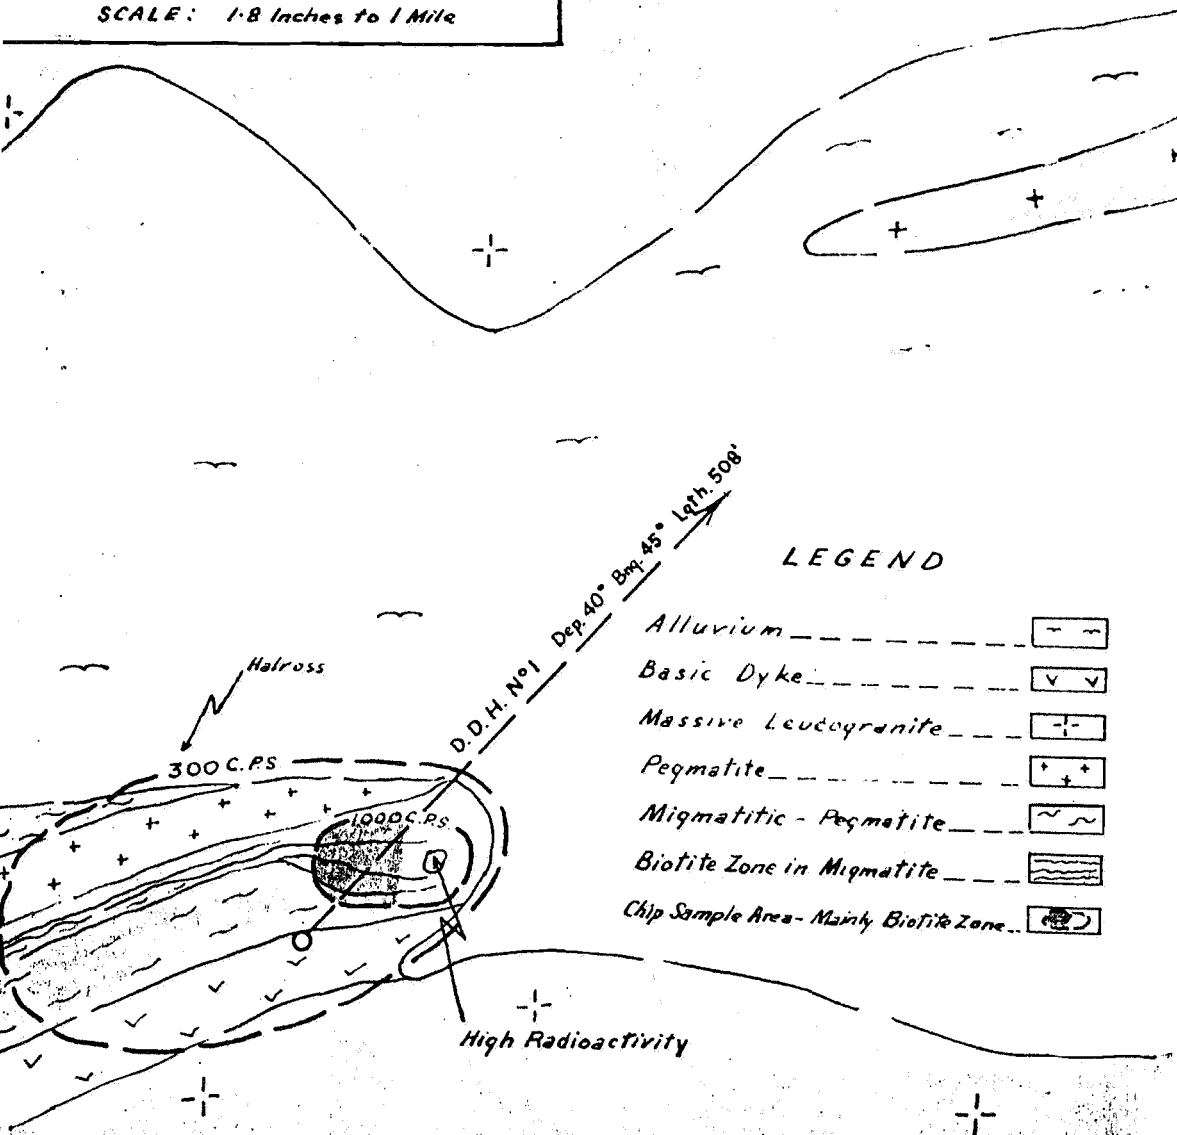 SCALE: 1.8 Inches to 1 Mile
D.D.H. Nº1 Dep. 40° Bng. 45° Lgth. 508'
LEGEND
Alluvium
Basic Dyke
Massive Leucogranite
Pegmatite
Migmatitic - Pegmatite
Biotite Zone in Migmatite
Chip Sample Area - Mainly Biotite Zone
Halross
300 C.P.S
1000 C.P.S.
High Radioactivity